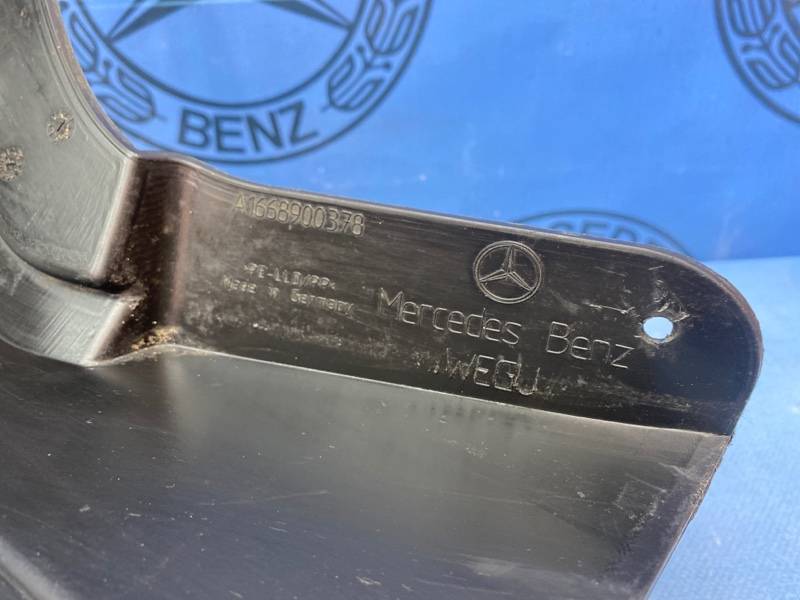 BENZ
A1668900378
Made in Germany
Mercedes Benz
WEGU